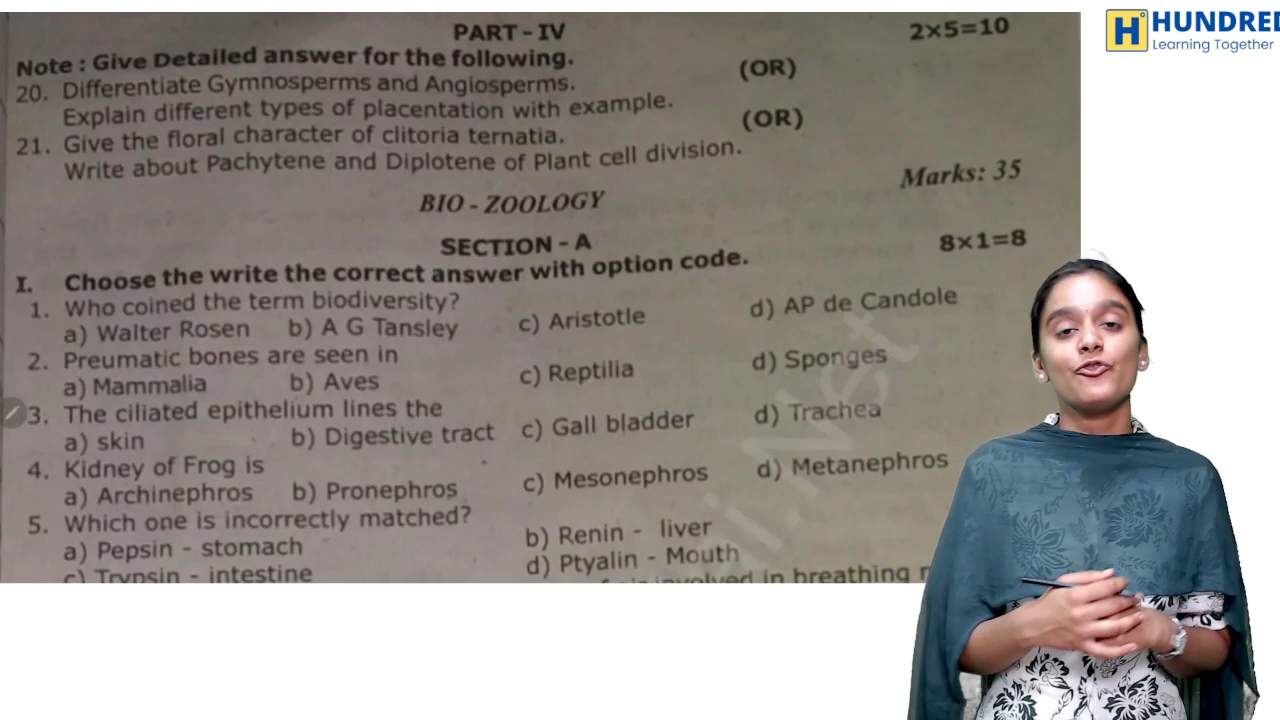 PART - IV
2×5=10
Note : Give Detailed answer for the following.
20. Differentiate Gymnosperms and Angiosperms. (OR)
Explain different types of placentation with example.
21. Give the floral character of clitoria ternatia. (OR)
Write about Pachytene and Diplotene of Plant cell division.
BIO - ZOOLOGY
Marks: 35
SECTION - A
8×1=8
I. Choose the write the correct answer with option code.
1. Who coined the term biodiversity?
a) Walter Rosen b) A G Tansley c) Aristotle d) AP de Candole
2. Preumatic bones are seen in
a) Mammalia b) Aves c) Reptilia d) Sponges
3. The ciliated epithelium lines the
a) skin b) Digestive tract c) Gall bladder d) Trachea
4. Kidney of Frog is
a) Archinephros b) Pronephros c) Mesonephros d) Metanephros
5. Which one is incorrectly matched?
a) Pepsin - stomach b) Renin - liver
c) Trypsin - intestine d) Ptyalin - Mouth
involved in breathing
H HUNDRED
Learning Together